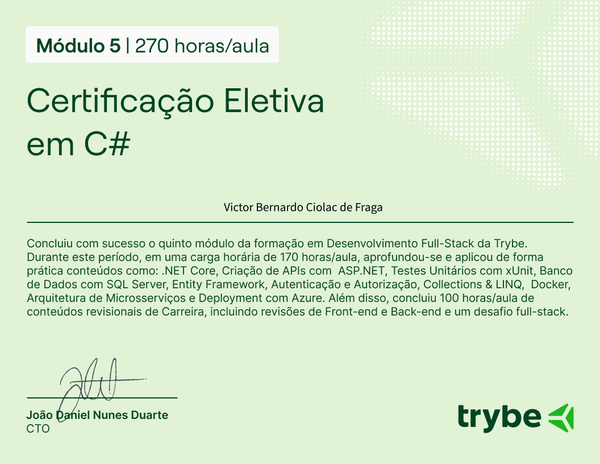 Módulo 5 | 270 horas/aula
Certificação Eletiva
em C#
Victor Bernardo Ciolac de Fraga
Concluiu com sucesso o quinto módulo da formação em Desenvolvimento Full-Stack da Trybe.
Durante este período, em uma carga horária de 170 horas/aula, aprofundou-se e aplicou de forma
prática conteúdos como: .NET Core, Criação de APIs com ASP.NET, Testes Unitários com xUnit, Banco
de Dados com SQL Server, Entity Framework, Autenticação e Autorização, Collections & LINQ, Docker,
Arquitetura de Microsserviços e Deployment com Azure. Além disso, concluiu 100 horas/aula de
conteúdos revisionais de Carreira, incluindo revisões de Front-end e Back-end e um desafio full-stack.
João Daniel Nunes Duarte
CTO
trybe